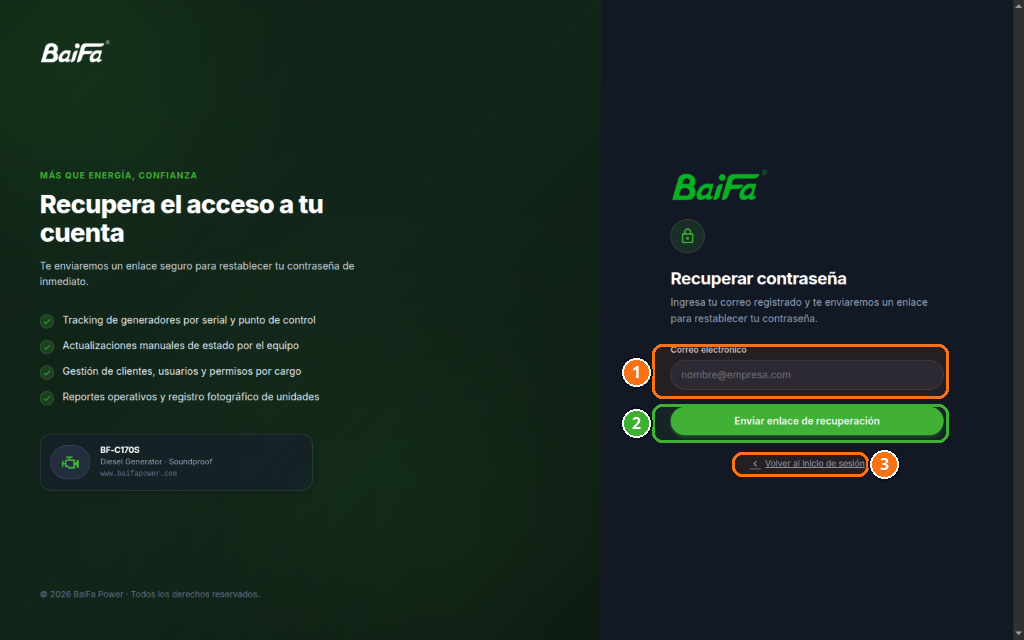 BaiFa®
MÁS QUE ENERGÍA, CONFIANZA
Recupera el acceso a tu
cuenta
Te enviaremos un enlace seguro para restablecer tu contraseña de
inmediato.
Tracking de generadores por serial y punto de control
Actualizaciones manuales de estado por el equipo
Gestión de clientes, usuarios y permisos por cargo
Reportes operativos y registro fotográfico de unidades
BF-C170S
Diesel Generator · Soundproof
www.baifapower.com
© 2026 BaiFa Power · Todos los derechos reservados.
BaiFa®
Recuperar contraseña
Ingresa tu correo registrado y te enviaremos un enlace
para restablecer tu contraseña.
Correo electrónico
1
nombre@empresa.com
2
Enviar enlace de recuperación
Volver al inicio de sesión
3